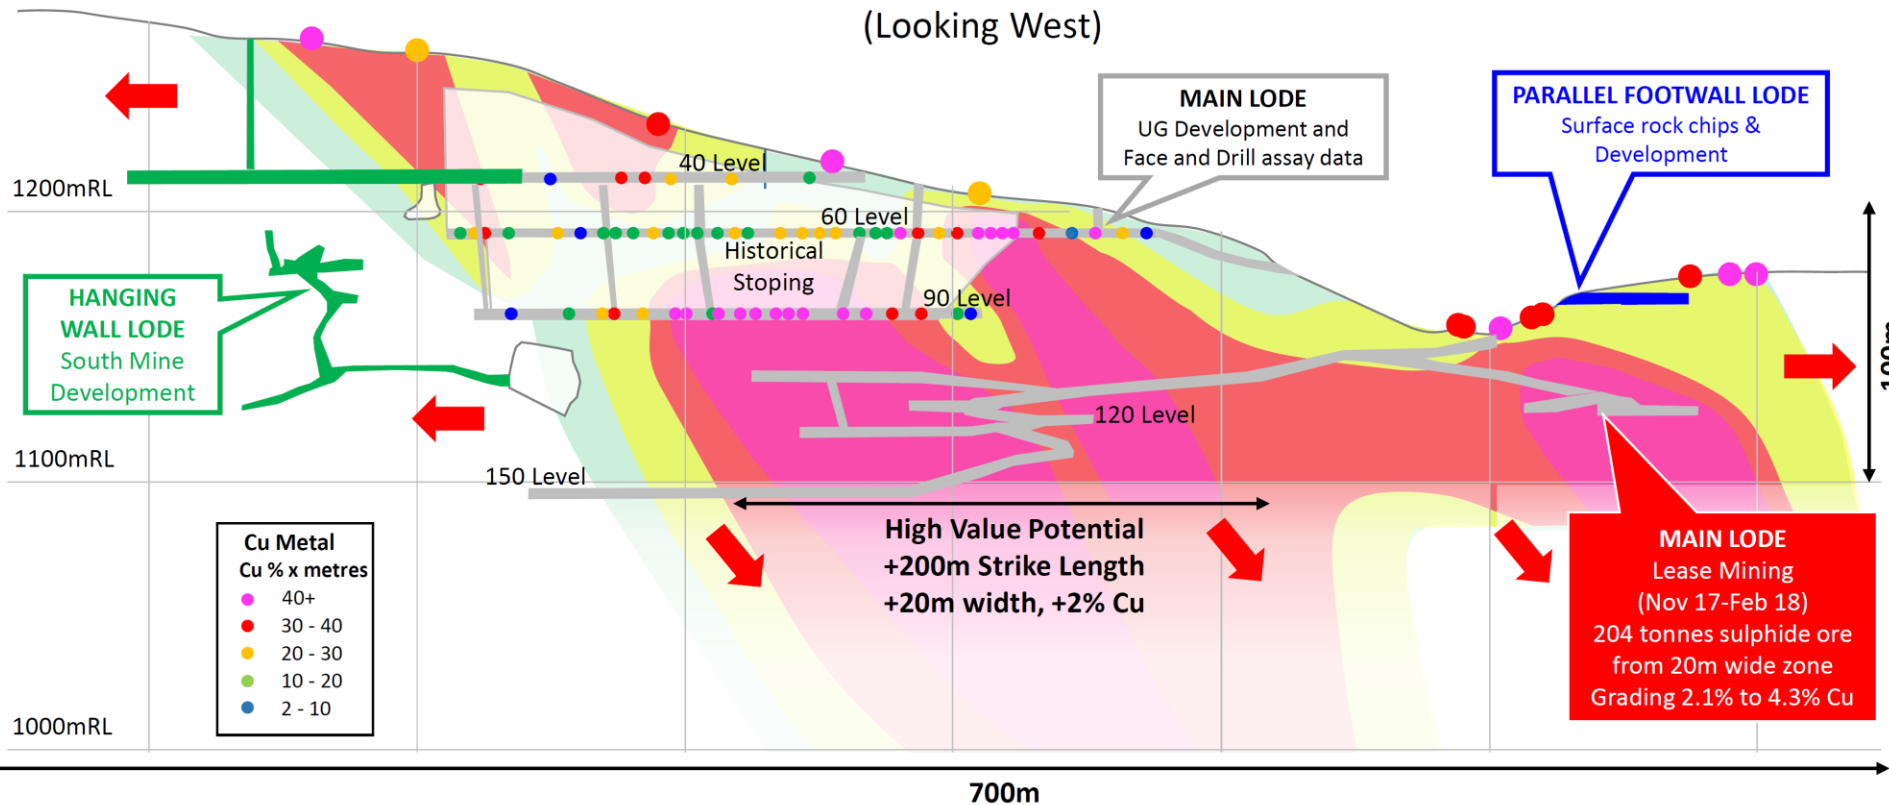 (Looking West)
MAIN LODE
UG Development and
Face and Drill assay data
PARALLEL FOOTWALL LODE
Surface rock chips &
Development
40 Level
1200mRL
60 Level
Historical
Stoping
90 Level
HANGING
WALL LODE
South Mine
Development
100m
120 Level
1100mRL
150 Level
High Value Potential
+200m Strike Length
+20m width, +2% Cu
MAIN LODE
Lease Mining
(Nov 17-Feb 18)
204 tonnes sulphide ore
from 20m wide zone
Grading 2.1% to 4.3% Cu
Cu Metal
Cu % x metres
40+
30 - 40
20 - 30
10 - 20
2 - 10
1000mRL
700m